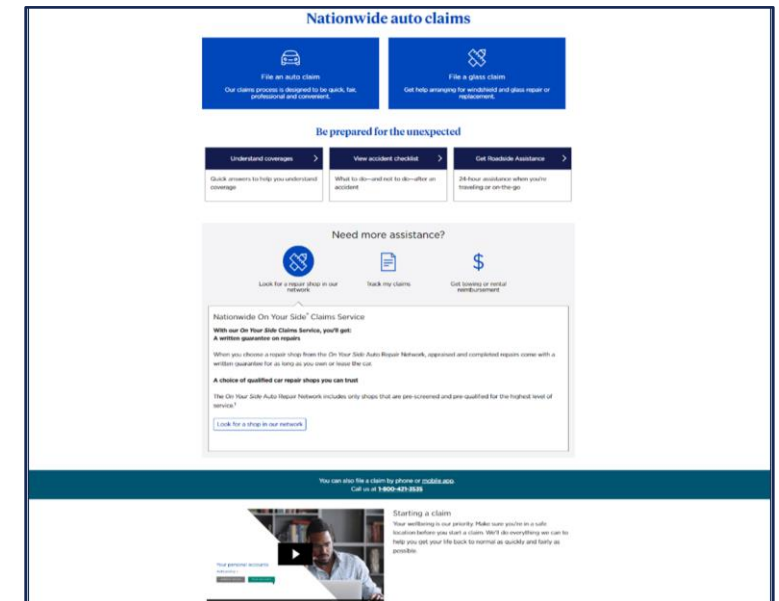 Nationwide auto claims
File an auto claim
Our claims process is designed to be quick, fair,
professional and convenient.
File a glass claim
Get help arranging for windshield and glass repair or
replacement.
Be prepared for the unexpected
Understand coverages
View accident checklist
Get Roadside Assistance
Quick answers to help you understand
coverage
What to do—and not to do—after an
accident
24-hour assistance when you're
traveling or on-the-go
Need more assistance?
Look for a repair shop in our
network
Track my claims
Get towing or rental
reimbursement
Nationwide On Your Side® Claims Service
With our On Your Side Claims Service, you'll get:
A written guarantee on repairs
When you choose a repair shop from the On Your Side Auto Repair Network, appraised and completed repairs come with a
written guarantee for as long as you own or lease the car.
A choice of qualified car repair shops you can trust
The On Your Side Auto Repair Network includes only shops that are pre-screened and pre-qualified for the highest level of
service.
Look for a shop in our network
You can also file a claim by phone or mobile app.
Call us at 1-800-421-3535
Starting a claim
Your wellbeing is our priority. Make sure you're in a safe
location before you start a claim. We'll do everything we can to
help you get your life back to normal as quickly and fairly as
possible.
Your personal accounts